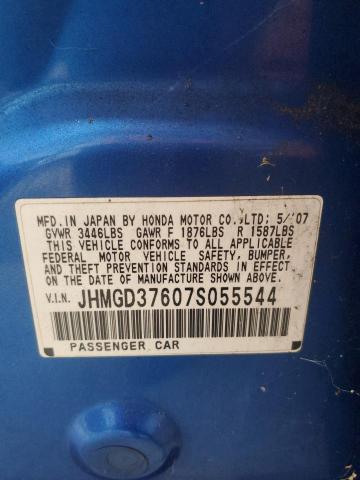 MFD. IN JAPAN BY HONDA MOTOR CO., LTD; 5/'07
GVWR 3446LBS GAWR F 1876LBS R 1587LBS
THIS VEHICLE CONFORMS TO ALL APPLICABLE
FEDERAL MOTOR VEHICLE SAFETY, BUMPER,
AND THEFT PREVENTION STANDARDS IN EFFECT
ON THE DATE OF MANUFACTURE SHOWN ABOVE.
V.I.N. JHMGD37607S055544
PASSENGER CAR